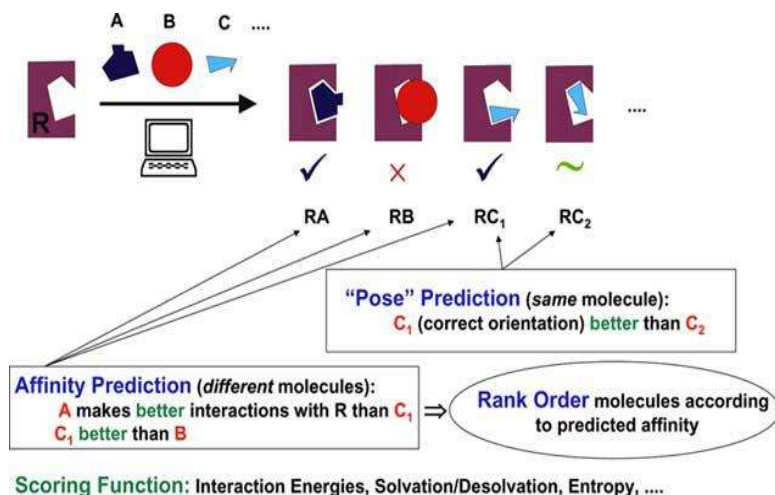 A B C ....
R
....
✓ × ✓ ~
RA RB RC₁ RC₂
“Pose” Prediction (same molecule):
C₁ (correct orientation) better than C₂
Affinity Prediction (different molecules):
A makes better interactions with R than C₁
C₁ better than B
⇒
Rank Order molecules according
to predicted affinity
Scoring Function: Interaction Energies, Solvation/Desolvation, Entropy, ....